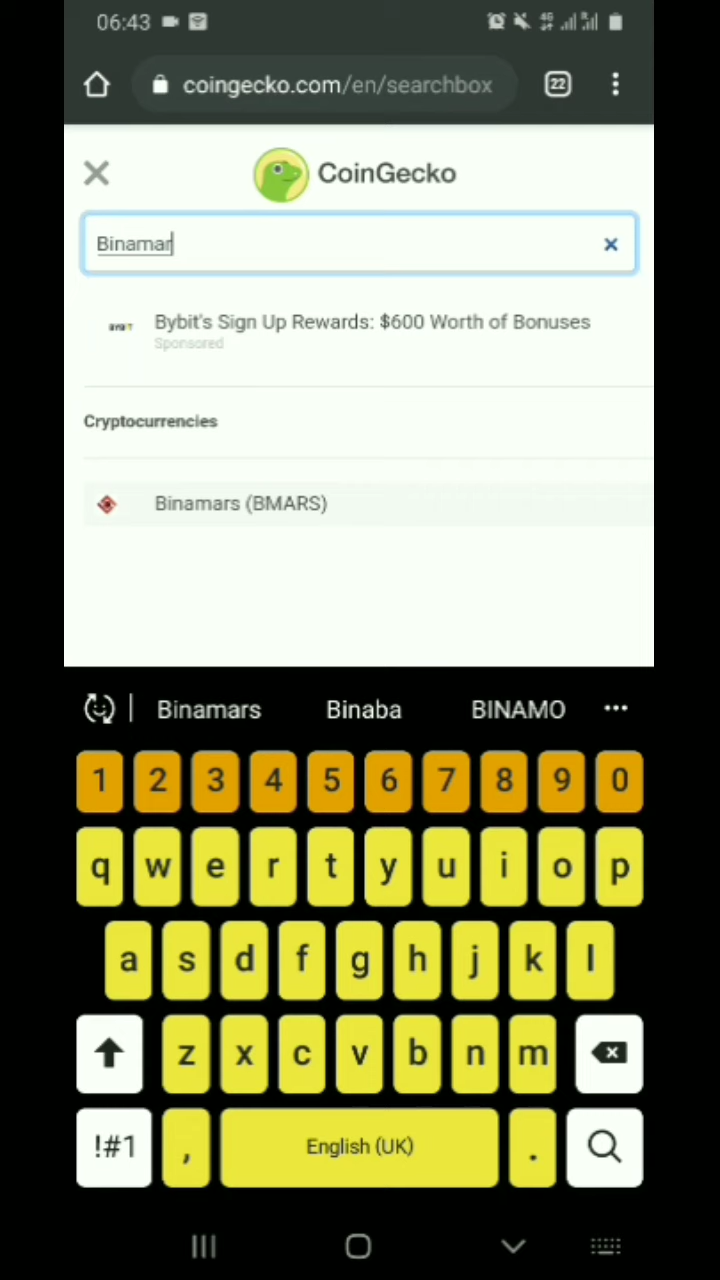 06:43
coingecko.com/en/searchbox 22
CoinGecko
Binamar
Bybit's Sign Up Rewards: $600 Worth of Bonuses
Sponsored
Cryptocurrencies
Binamars (BMARS)
Binamars Binaba BINAMO
1 2 3 4 5 6 7 8 9 0
q w e r t y u i o p
a s d f g h j k l
z x c v b n m
!#1 , English (UK) .